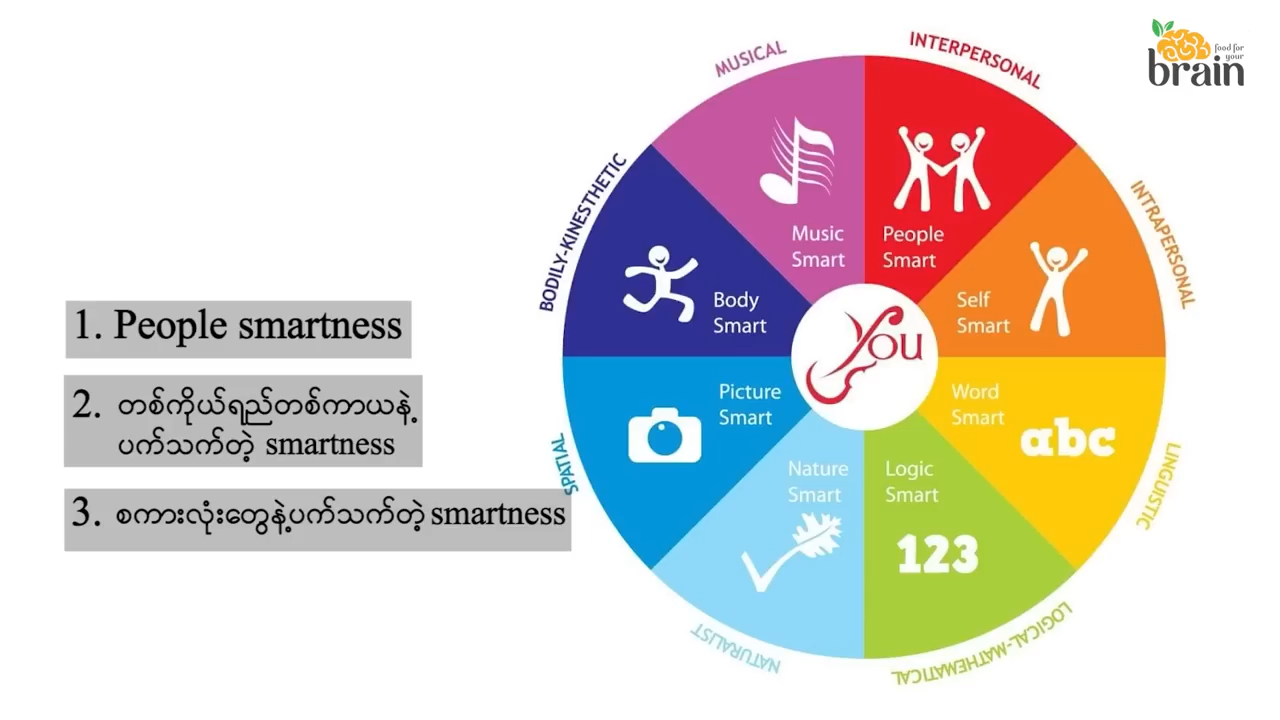 food for
your
brain
MUSICAL
INTERPERSONAL
BODILY-KINESTHETIC
INTRAPERSONAL
Music
Smart
People
Smart
Body
Smart
Self
Smart
You
1. People smartness
2. တစ်ကိုယ်ရည်တစ်ကာယနဲ့
ပက်သက်တဲ့ smartness
3. စကားလုံးတွေနဲ့ပက်သက်တဲ့ smartness
Picture
Smart
Word
Smart
abc
SPATIAL
LINGUISTIC
Nature
Smart
Logic
Smart
123
NATURALIST
LOGICAL-MATHEMATICAL